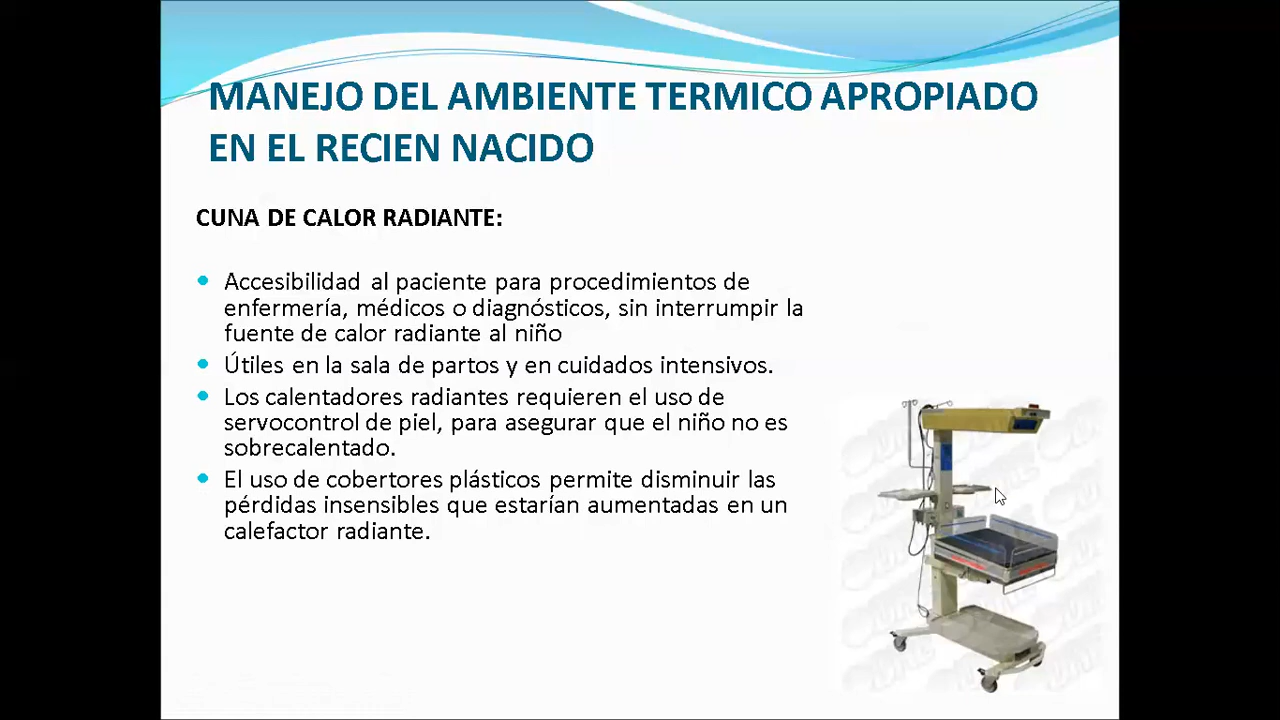 MANEJO DEL AMBIENTE TERMICO APROPIADO
EN EL RECIEN NACIDO
CUNA DE CALOR RADIANTE:
Accesibilidad al paciente para procedimientos de
enfermería, médicos o diagnósticos, sin interrumpir la
fuente de calor radiante al niño
Útiles en la sala de partos y en cuidados intensivos.
Los calentadores radiantes requieren el uso de
servocontrol de piel, para asegurar que el niño no es
sobrecalentado.
El uso de cobertores plásticos permite disminuir las
pérdidas insensibles que estarían aumentadas en un
calefactor radiante.